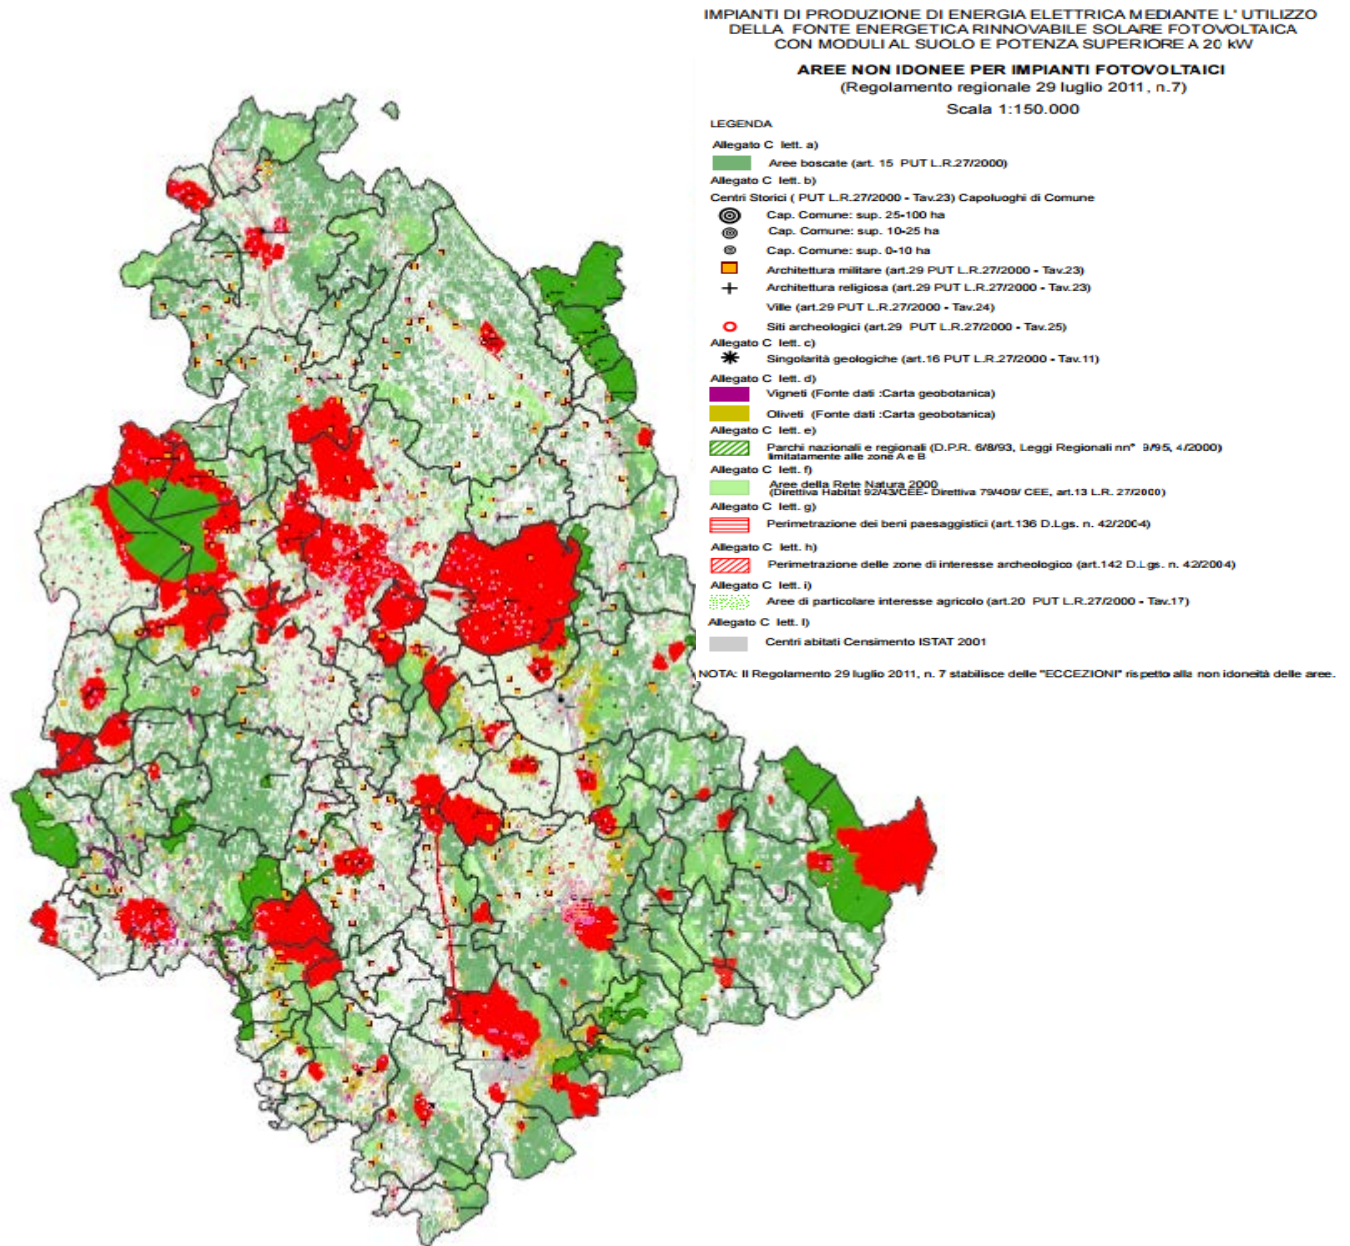 IMPIANTI DI PRODUZIONE DI ENERGIA ELETTRICA MEDIANTE L' UTILIZZO
DELLA FONTE ENERGETICA RINNOVABILE SOLARE FOTOVOLTAICA
CON MODULI AL SUOLO E POTENZA SUPERIORE A 20 kW
AREE NON IDONEE PER IMPIANTI FOTOVOLTAICI
(Regolamento regionale 29 luglio 2011, n.7)
Scala 1:150.000
LEGENDA
Allegato C lett. a)
Aree boscate (art. 15 PUT L.R.27/2000)
Allegato C lett. b)
Centri Storici ( PUT L.R.27/2000 - Tav.23) Capoluoghi di Comune
Cap. Comune: sup. 25-100 ha
Cap. Comune: sup. 10-25 ha
Cap. Comune: sup. 0-10 ha
Architettura militare (art.29 PUT L.R.27/2000 - Tav.23)
Architettura religiosa (art.29 PUT L.R.27/2000 - Tav.23)
Ville (art.29 PUT L.R.27/2000 - Tav.24)
Siti archeologici (art.29 PUT L.R.27/2000 - Tav.25)
Allegato C lett. c)
Singolarità geologiche (art.16 PUT L.R.27/2000 - Tav.11)
Allegato C lett. d)
Vigneti (Fonte dati :Carta geobotanica)
Oliveti (Fonte dati :Carta geobotanica)
Allegato C lett. e)
Parchi nazionali e regionali (D.P.R. 6/8/93, Leggi Regionali nn° 9/95, 4/2000)
limitatamente alle zone A e B
Allegato C lett. f)
Aree della Rete Natura 2000
(Direttiva Habitat 92/43/CEE- Direttiva 79/409/ CEE, art.13 L.R. 27/2000)
Allegato C lett. g)
Perimetrazione dei beni paesaggistici (art.136 D.Lgs. n. 42/2004)
Allegato C lett. h)
Perimetrazione delle zone di interesse archeologico (art.142 D.Lgs. n. 42/2004)
Allegato C lett. i)
Aree di particolare interesse agricolo (art.20 PUT L.R.27/2000 - Tav.17)
Allegato C lett. l)
Centri abitati Censimento ISTAT 2001
NOTA: Il Regolamento 29 luglio 2011, n. 7 stabilisce delle "ECCEZIONI" rispetto alla non idoneità delle aree.